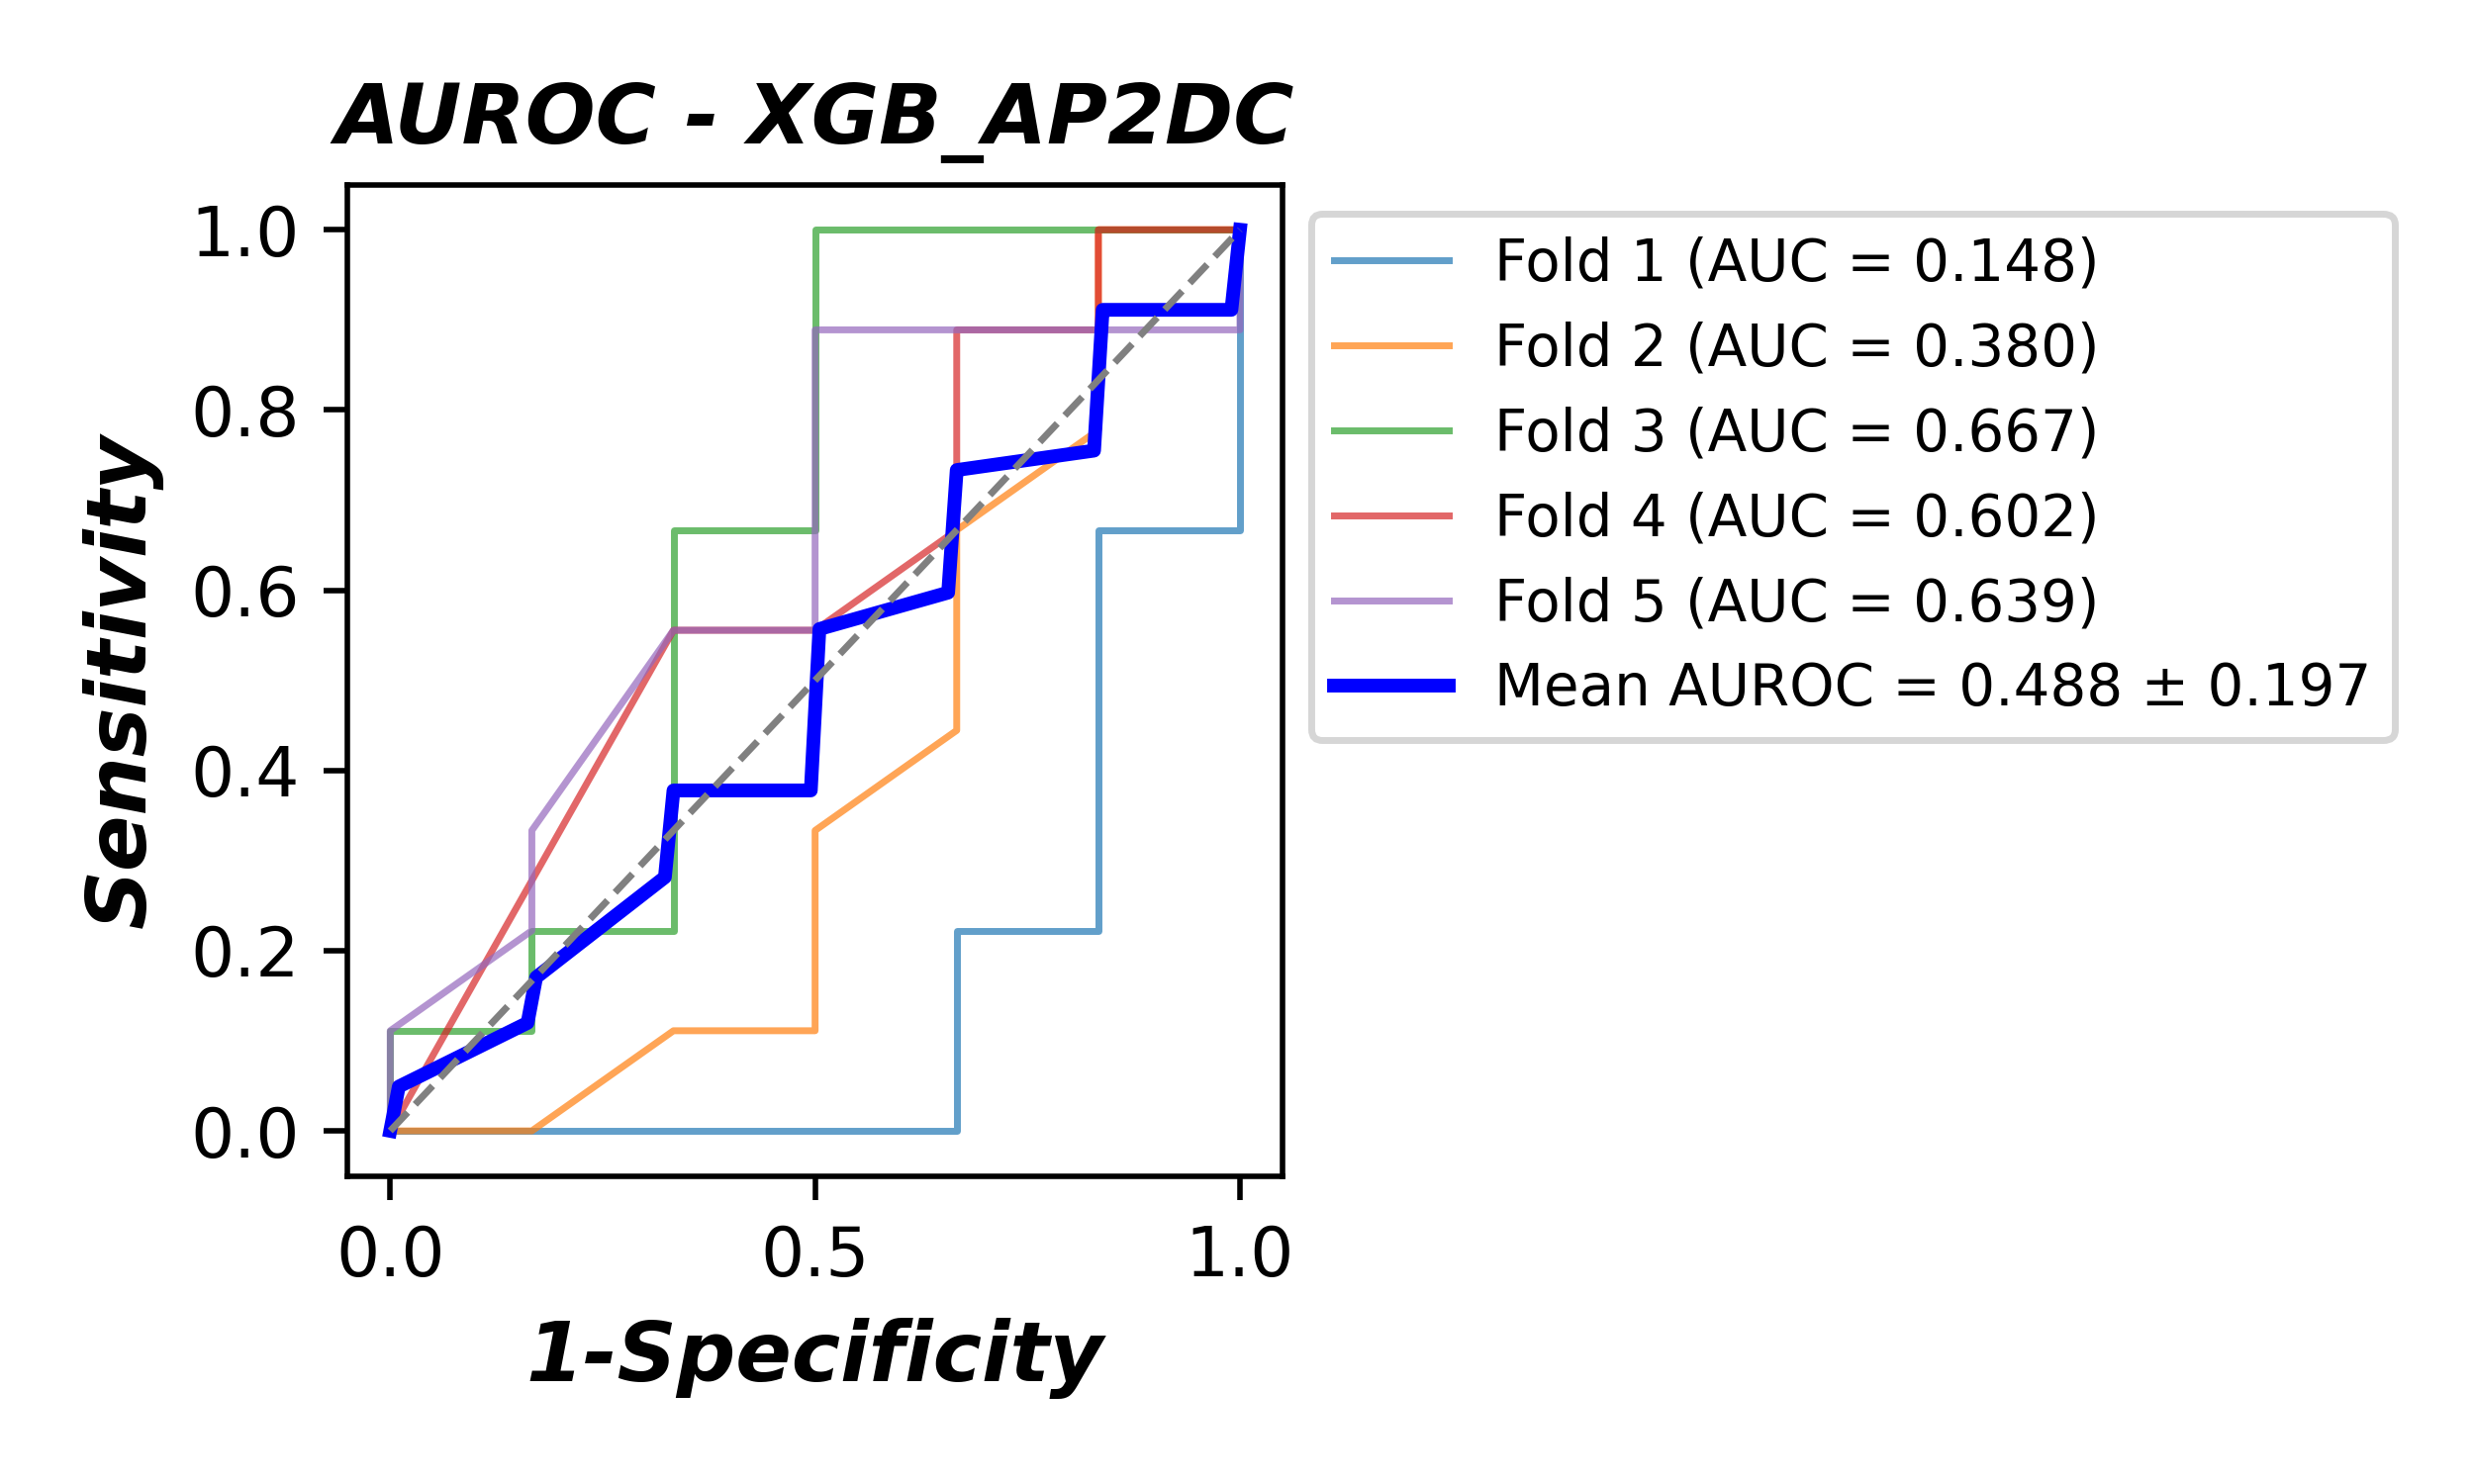 AUROC - XGB_AP2DC
Sensitivity
1.0
0.8
0.6
0.4
0.2
0.0
0.0 0.5 1.0
1-Specificity
Fold 1 (AUC = 0.148)
Fold 2 (AUC = 0.380)
Fold 3 (AUC = 0.667)
Fold 4 (AUC = 0.602)
Fold 5 (AUC = 0.639)
Mean AUROC = 0.488 ± 0.197